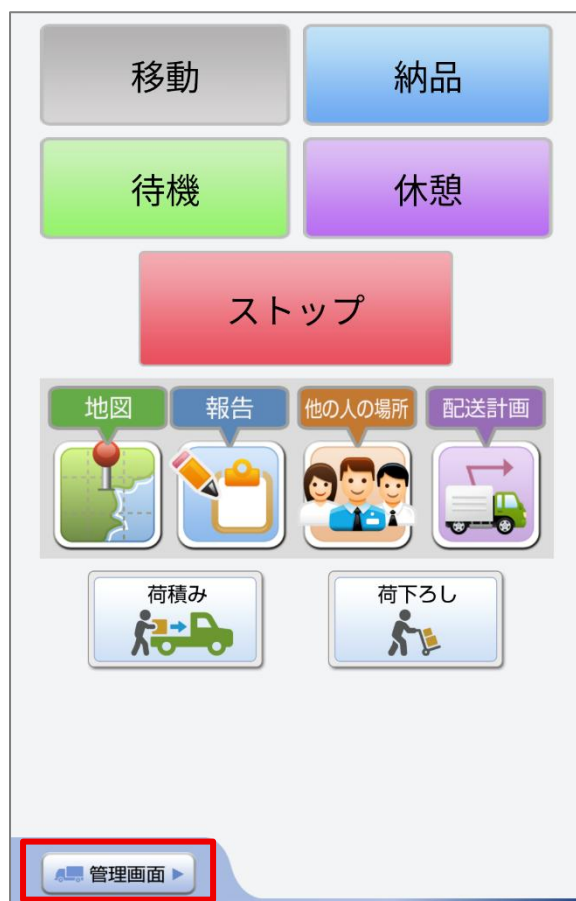 移動
納品
待機
休憩
ストップ
地図
報告
他の人の場所
配送計画
荷積み
荷下ろし
管理画面